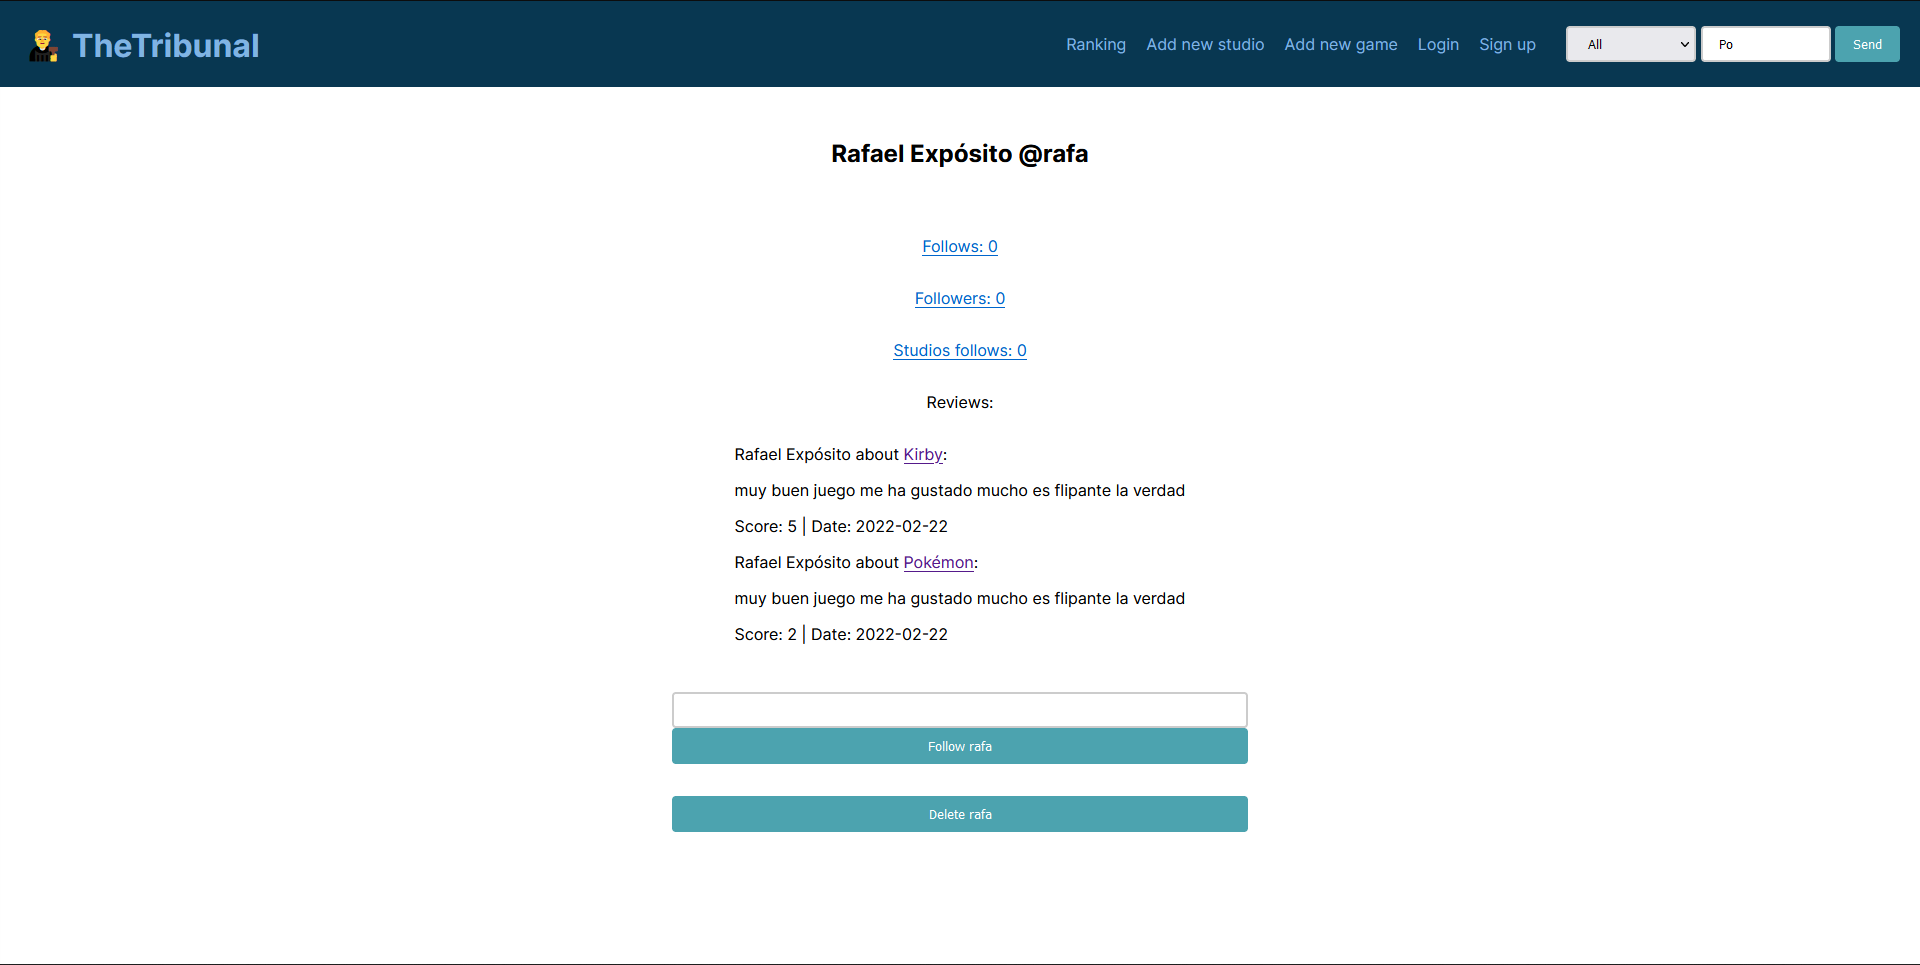 TheTribunal
Ranking Add new studio Add new game Login Sign up All Po Send
Rafael Expósito @rafa
Follows: 0
Followers: 0
Studios follows: 0
Reviews:
Rafael Expósito about Kirby:
muy buen juego me ha gustado mucho es flipante la verdad
Score: 5 | Date: 2022-02-22
Rafael Expósito about Pokémon:
muy buen juego me ha gustado mucho es flipante la verdad
Score: 2 | Date: 2022-02-22
Follow rafa
Delete rafa